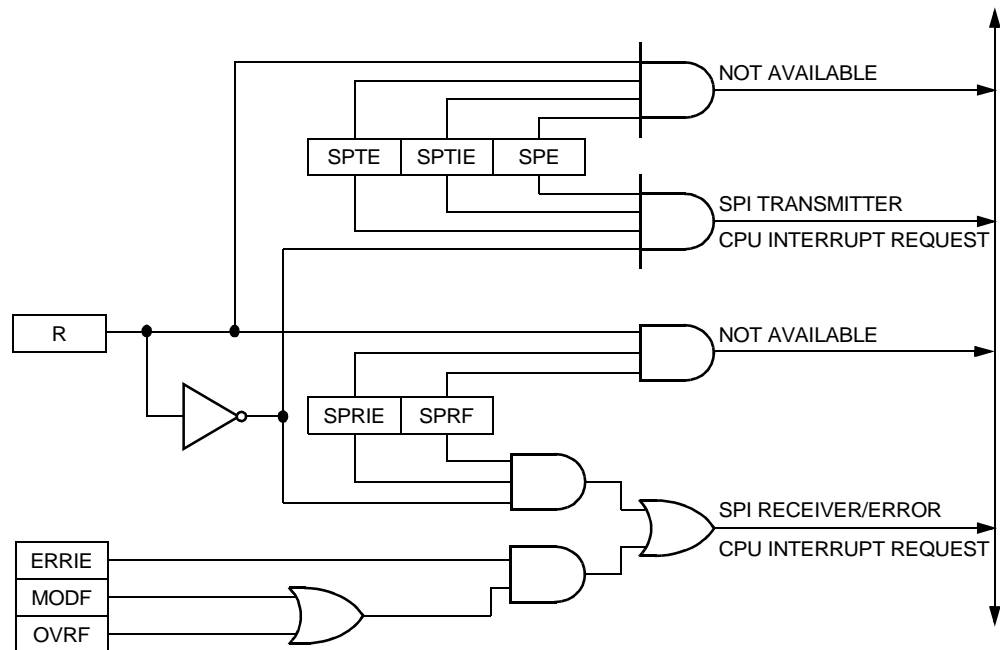 NOT AVAILABLE
SPTE SPTIE SPE
SPI TRANSMITTER
CPU INTERRUPT REQUEST
R
NOT AVAILABLE
SPRIE SPRF
SPI RECEIVER/ERROR
CPU INTERRUPT REQUEST
ERRIE
MODF
OVRF